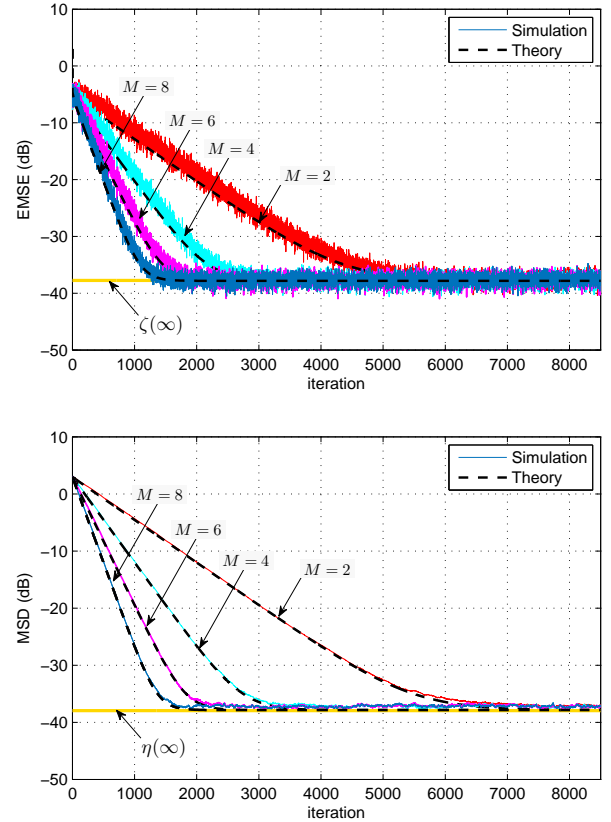 10
0
−10
−20
−30
−40
−50
EMSE (dB)
0 1000 2000 3000 4000 5000 6000 7000 8000
iteration
Simulation
Theory
M = 8
M = 6
M = 4
M = 2
ζ(∞)
10
0
−10
−20
−30
−40
−50
MSD (dB)
0 1000 2000 3000 4000 5000 6000 7000 8000
iteration
Simulation
Theory
M = 8
M = 6
M = 4
M = 2
η(∞)